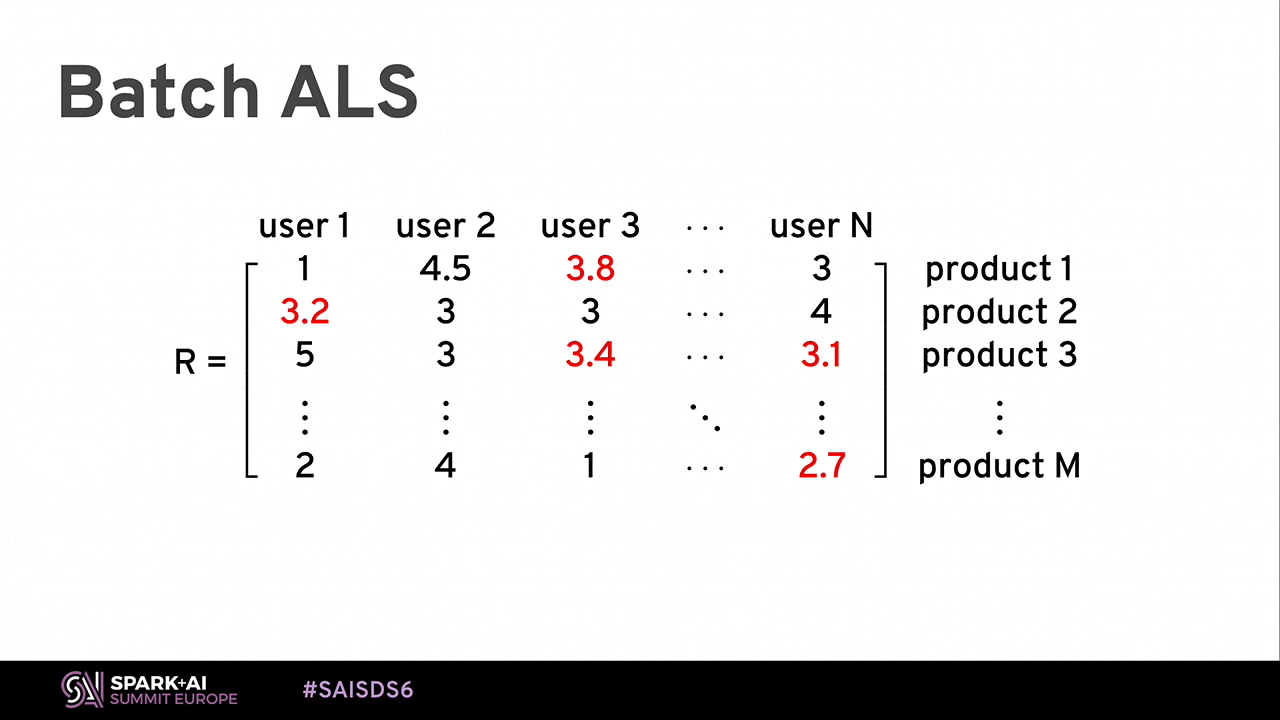 Batch ALS
user 1 user 2 user 3 ··· user N
1 4.5 3.8 ··· 3 product 1
3.2 3 3 ··· 4 product 2
R = 5 3 3.4 ··· 3.1 product 3
⋮ ⋮ ⋮ ⋱ ⋮ ⋮
2 4 1 ··· 2.7 product M
SPARK+AI
SUMMIT EUROPE
#SAISDS6